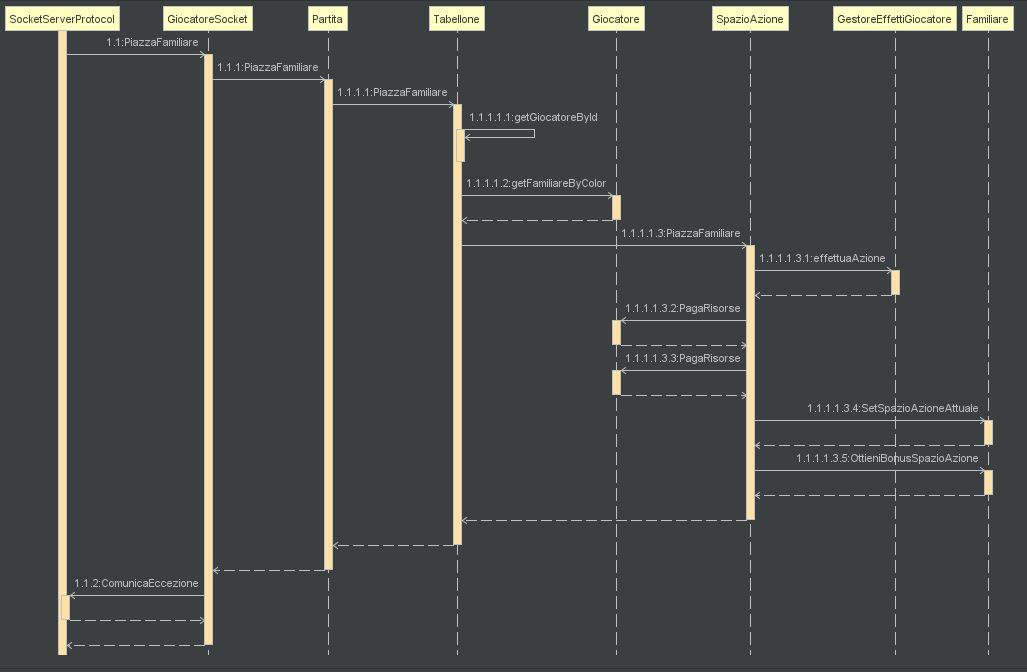 SocketServerProtocol
GiocatoreSocket
Partita
Tabellone
Giocatore
SpazioAzione
GestoreEffettiGiocatore
Familiare
1.1:PiazzaFamiliare
1.1.1:PiazzaFamiliare
1.1.1.1:PiazzaFamiliare
1.1.1.1.1:getGiocatoreById
1.1.1.1.2:getFamiliareByColor
1.1.1.1.3:PiazzaFamiliare
1.1.1.1.3.1:effettuaAzione
1.1.1.1.3.2:PagaRisorse
1.1.1.1.3.3:PagaRisorse
1.1.1.1.3.4:SetSpazioAzioneAttuale
1.1.1.1.3.5:OttieniBonusSpazioAzione
1.1.2:ComunicaEccezione